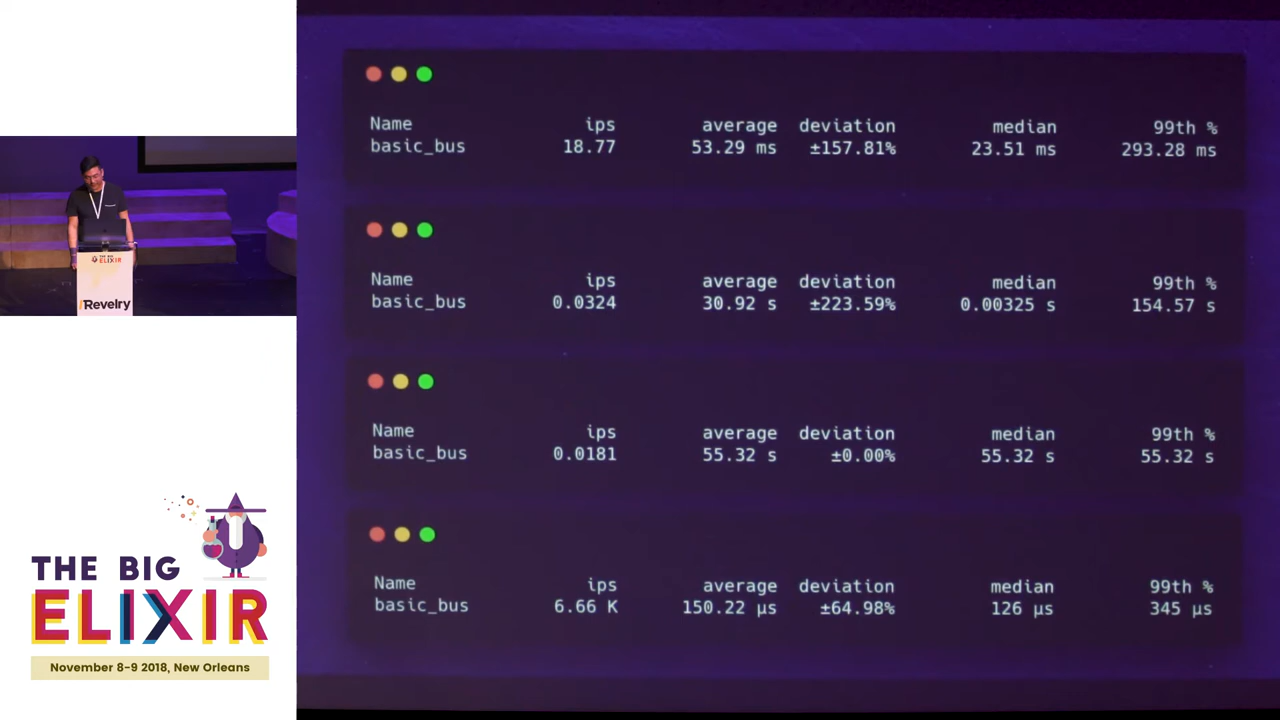 Name ips average deviation median 99th %
basic_bus 18.77 53.29 ms ±157.81% 23.51 ms 293.28 ms
Name ips average deviation median 99th %
basic_bus 0.0324 30.92 s ±223.59% 0.00325 s 154.57 s
Name ips average deviation median 99th %
basic_bus 0.0181 55.32 s ±0.00% 55.32 s 55.32 s
Name ips average deviation median 99th %
basic_bus 6.66 K 150.22 µs ±64.98% 126 µs 345 µs
THE BIG
ELIXIR
Revelry
THE BIG
ELIXIR
November 8-9 2018, New Orleans